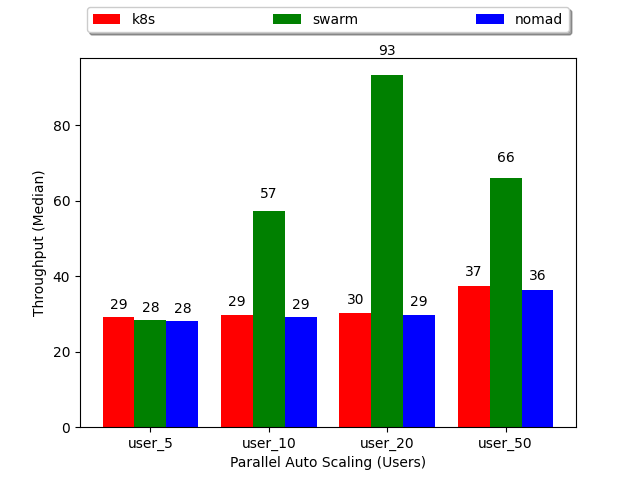 k8s swarm nomad
93
80
60
40
20
0
Throughput (Median)
29 28 28
29 57 29
30 29
37 66 36
user_5 user_10 user_20 user_50
Parallel Auto Scaling (Users)